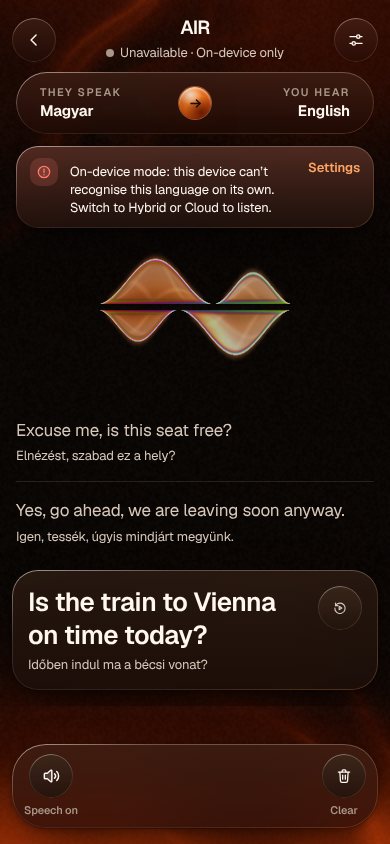 AIR
Unavailable · On-device only
THEY SPEAK
Magyar
YOU HEAR
English
On-device mode: this device can't
recognise this language on its own.
Switch to Hybrid or Cloud to listen.
Settings
Excuse me, is this seat free?
Elnézést, szabad ez a hely?
Yes, go ahead, we are leaving soon anyway.
Igen, tessék, úgyis mindjárt megyünk.
Is the train to Vienna
on time today?
Időben indul ma a bécsi vonat?
Speech on
Clear